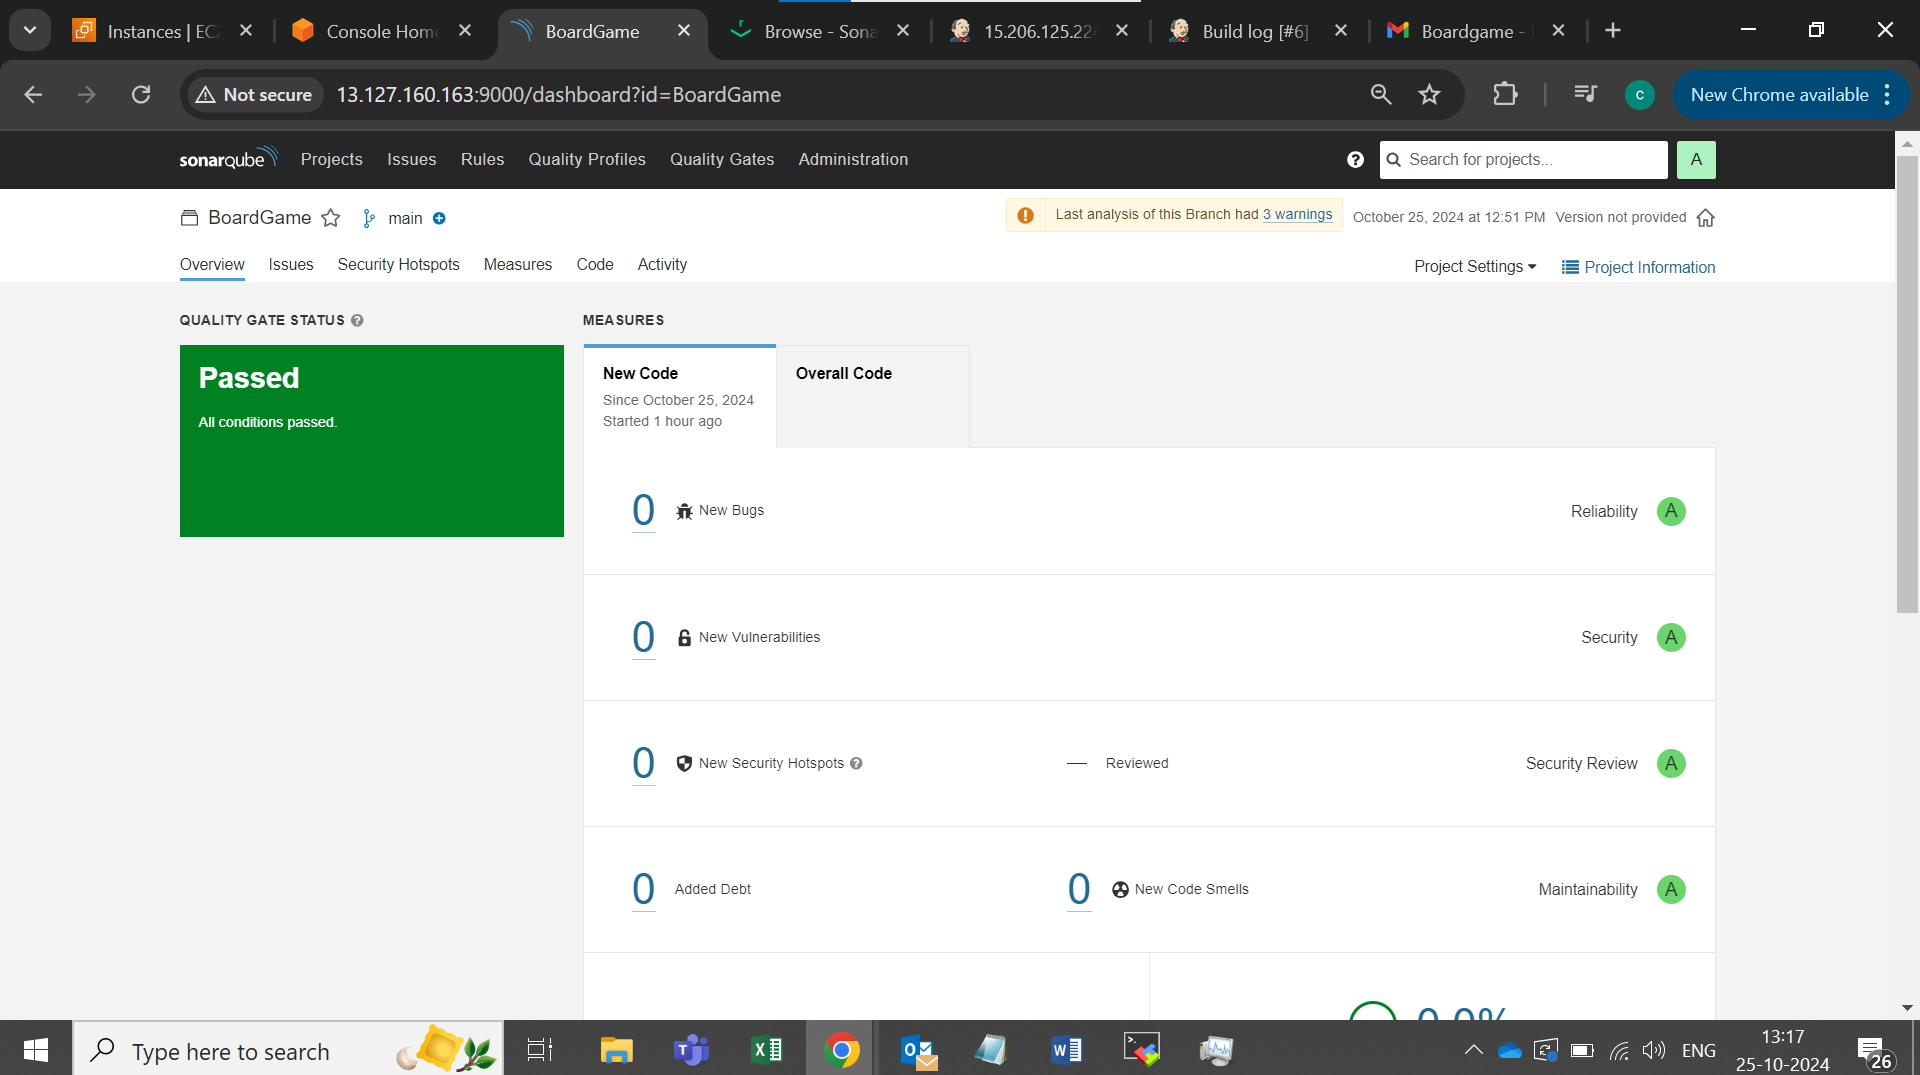 Instances | EC
Console Hom
BoardGame
Browse - Sona
15.206.125.22
Build log [#6]
Boardgame -
Not secure
13.127.160.163:9000/dashboard?id=BoardGame
c
New Chrome available
sonarqube
Projects
Issues
Rules
Quality Profiles
Quality Gates
Administration
?
Search for projects...
A
BoardGame
main
Last analysis of this Branch had 3 warnings
October 25, 2024 at 12:51 PM
Version not provided
Overview
Issues
Security Hotspots
Measures
Code
Activity
Project Settings
Project Information
QUALITY GATE STATUS ?
Passed
All conditions passed.
MEASURES
New Code
Since October 25, 2024
Started 1 hour ago
Overall Code
0 New Bugs
Reliability A
0 New Vulnerabilities
Security A
0 New Security Hotspots ?
— Reviewed
Security Review A
0 Added Debt
0 New Code Smells
Maintainability A
Type here to search
ENG
13:17
25-10-2024
26